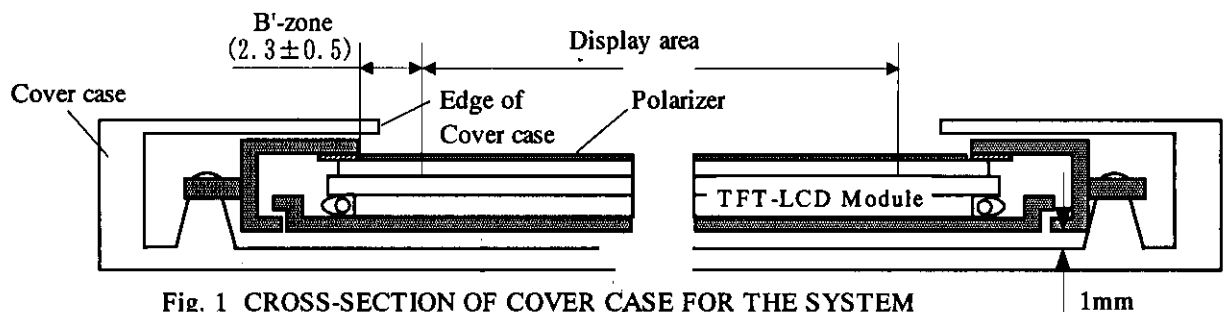 B'-zone
(2.3±0.5)
Display area
Cover case
Edge of
Cover case
Polarizer
TFT-LCD Module
Fig. 1 CROSS-SECTION OF COVER CASE FOR THE SYSTEM
1mm